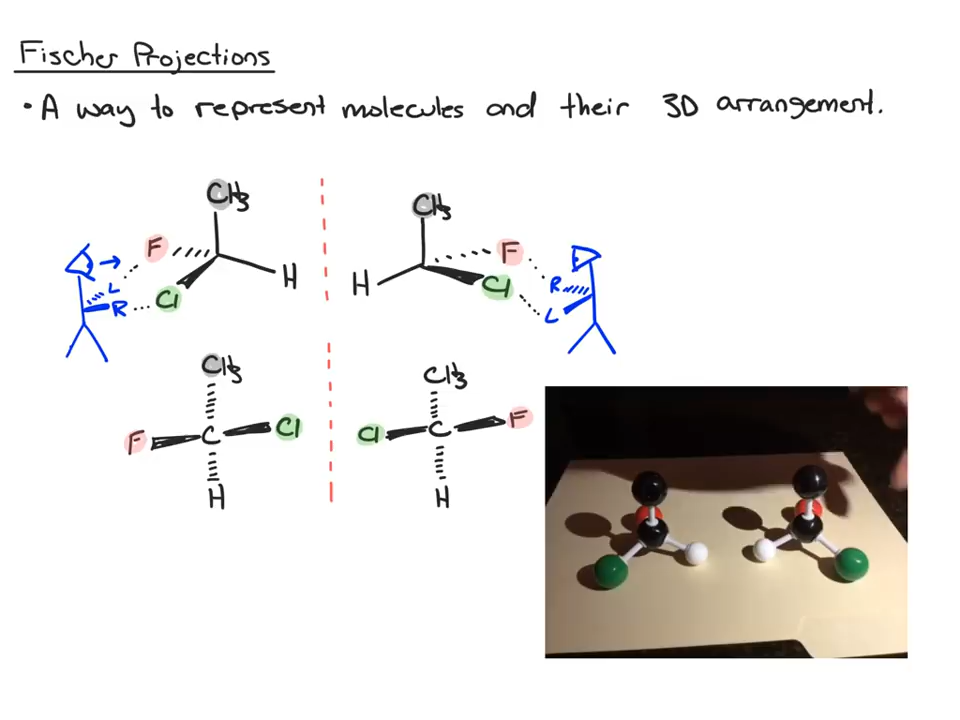 Fischer Projections
• A way to represent molecules and their 3D arrangement.
CH3 CH3
F F
L R
H H
R Cl Cl L
CH3 CH3
F C Cl Cl C F
H H